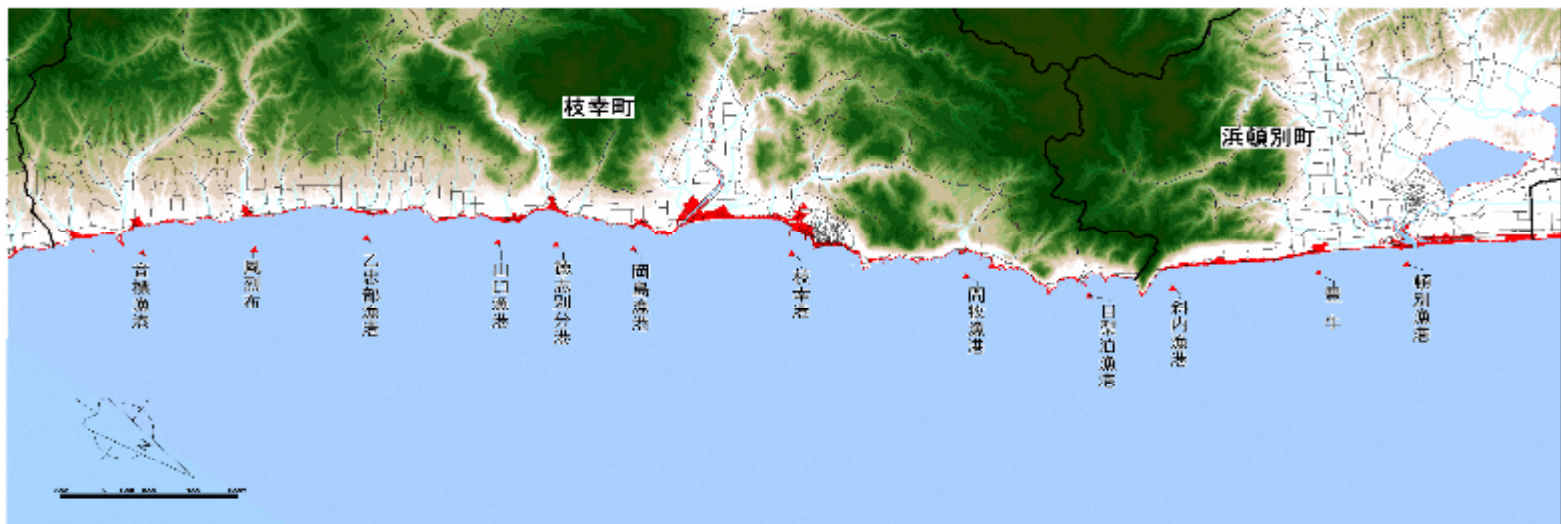 枝幸町
浜頓別町
音標漁港
風烈布
乙忠部漁港
山口漁港
徳志別分港
岡島漁港
枝幸港
問牧漁港
目梨泊漁港
斜内漁港
豊牛
頓別漁港
N